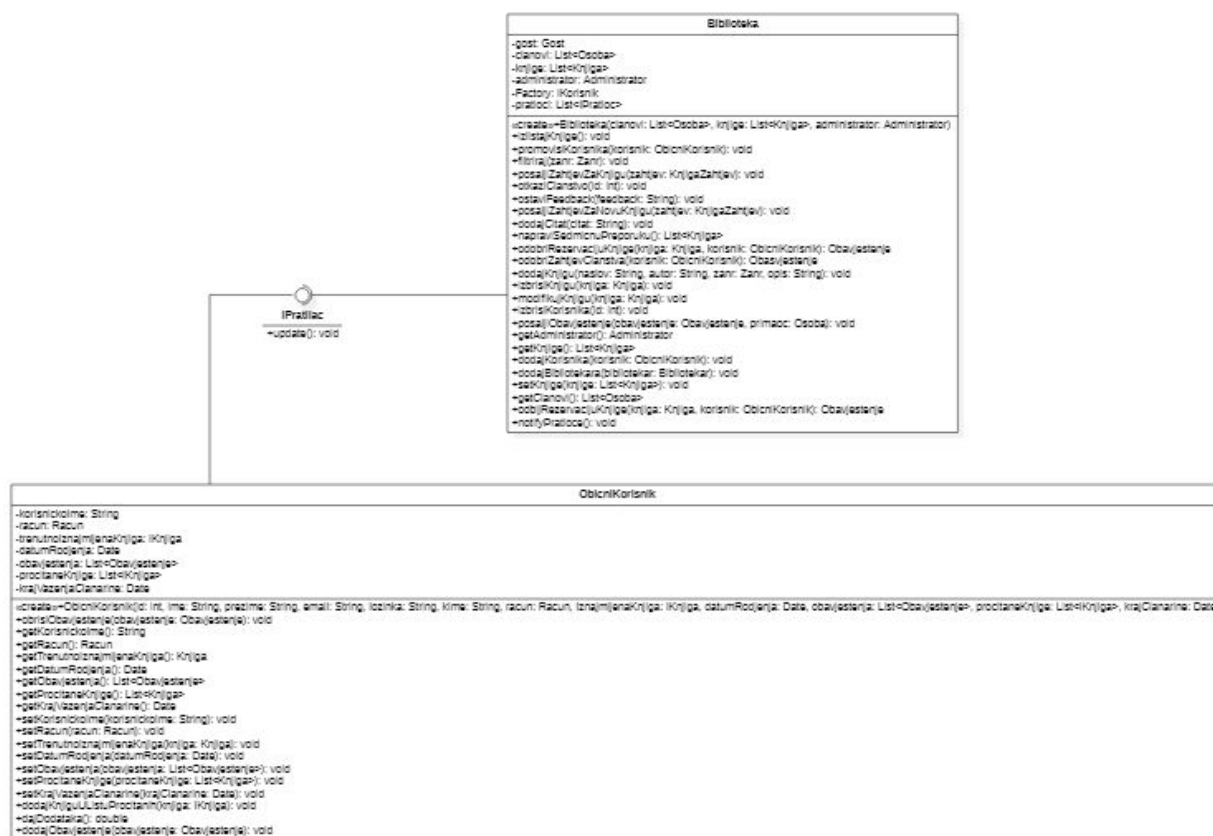 Biblioteka
-gost: Gost
-clanovi: List<Osoba>
-knjige: List<Knjiga>
-administrator: Administrator
-Factory: IKorisnik
-pratioci: List<IPratioc>
«create»+Biblioteka(clanovi: List<Osoba>, knjige: List<Knjiga>, administrator: Administrator)
+izlistajKnjige(): void
+promovisiKorisnika(korisnik: ObicniKorisnik): void
+filtriraj(zanr: Zanr): void
+posaljiZahtjevZaKnjigu(zahtjev: KnjigaZahtjev): void
+otkaziClanstvo(id: int): void
+ostaviFeedback(feedback: String): void
+posaljiZahtjevZaNovuKnjigu(zahtjev: KnjigaZahtjev): void
+dodajCitat(citat: String): void
+napraviSedmicnuPreporuku(): List<Knjiga>
+odobriRezervacijuKnjige(knjiga: Knjiga, korisnik: ObicniKorisnik): Obavjestenje
+odobriZahtjevClanstva(korisnik: ObicniKorisnik): Obasvjestenje
+dodajKnjigu(naslov: String, autor: String, zanr: Zanr, opis: String): void
+izbrisiKnjigu(knjiga: Knjiga): void
+modifikujKnjigu(knjiga: Knjiga): void
+izbrisiKorisnika(id: int): void
+posaljiObavjestenje(obavjestenje: Obavjestenje, primaoc: Osoba): void
+getAdministrator(): Administrator
+getKnjige(): List<Knjiga>
+dodajKorisnika(korisnik: ObicniKorisnik): void
+dodajBibliotekara(bibliotekar: Bibliotekar): void
+setKnjige(knjige: List<Knjiga>): void
+getClanovi(): List<Osoba>
+odbijRezervacijuKnjige(knjiga: Knjiga, korisnik: ObicniKorisnik): Obavjestenje
+notifyPratioce(): void
IPratilac
+update(): void
ObicniKorisnik
-korisnickoIme: String
-racun: Racun
-trenutnoIznajmljenaKnjiga: IKnjiga
-datumRodjenja: Date
-obavjestenja: List<Obavjestenje>
-procitaneKnjige: List<IKnjiga>
-krajVazenjaClanarine: Date
«create»+ObicniKorisnik(id: int, ime: String, prezime: String, email: String, lozinka: String, kime: String, racun: Racun, iznajmljenaKnjiga: IKnjiga, datumRodjenja: Date, obavjestenja: List<Obavjestenje>, procitaneKnjige: List<IKnjiga>, krajClanarine: Date
+obrisiObavjestenje(obavjestenje: Obavjestenje): void
+getKorisnickoIme(): String
+getRacun(): Racun
+getTrenutnoIznajmljenaKnjiga(): Knjiga
+getDatumRodjenja(): Date
+getObavjestenja(): List<Obavjestenje>
+getProcitaneKnjige(): List<Knjiga>
+getKrajVazenjaClanarine(): Date
+setKorisnickoIme(korisnickoIme: String): void
+setRacun(racun: Racun): void
+setTrenutnoIznajmljenaKnjiga(knjiga: Knjiga): void
+setDatumRodjenja(datumRodjenja: Date): void
+setObavjestenja(obavjestenja: List<Obavjestenje>): void
+setProcitaneKnjige(procitaneKnjige: List<Knjiga>): void
+setKrajVazenjaClanarine(krajClanarine: Date): void
+dodajKnjiguUListuProcitanih(knjiga: IKnjiga): void
+dajDodataka(): double
+dodajObavjestenje(obavjestenje: Obavjestenje): void